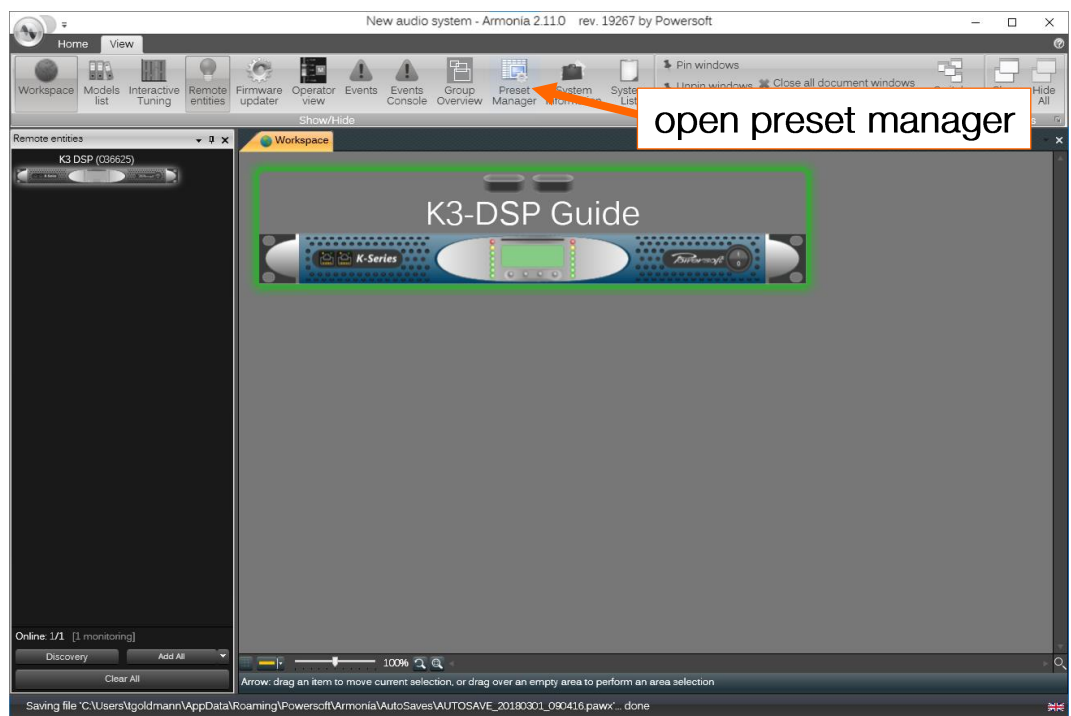 New audio system - Armonia 2.11.0 rev. 19267 by Powersoft
Home View
Workspace Models list Interactive Tuning Remote entities Firmware updater Operator view Events Events Console Group Overview Preset Manager System
Pin windows
Unpin windows Close all document windows
Hide All
Show/Hide
open preset manager
Remote entities
Workspace
K3 DSP (036625)
K3-DSP Guide
K-Series
Powersoft
Online: 1/1 [1 monitoring]
Discovery Add All
Clear All
100%
Arrow: drag an item to move current selection, or drag over an empty area to perform an area selection
Saving file 'C:\Users\tgoldmann\AppData\Roaming\Powersoft\Armonia\AutoSaves\AUTOSAVE_20180301_090416.pawx'... done